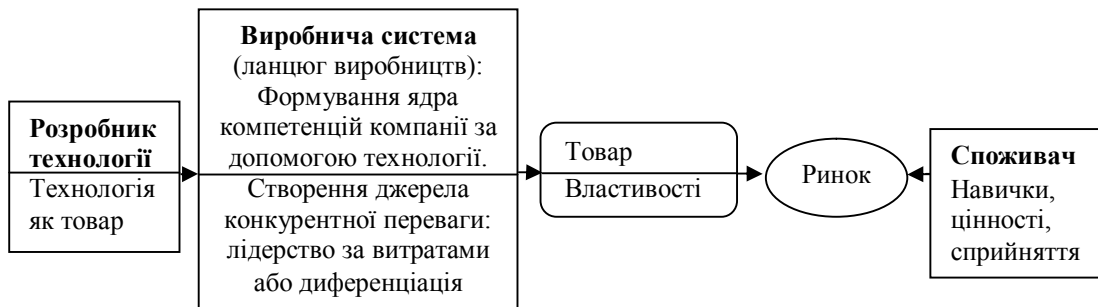 Розробник
технології
Технологія
як товар
Виробнича система
(ланцюг виробництв):
Формування ядра
компетенцій компанії за
допомогою технології.
Створення джерела
конкурентної переваги:
лідерство за витратами
або диференціація
Товар
Властивості
Ринок
Споживач
Навички,
цінності,
сприйняття